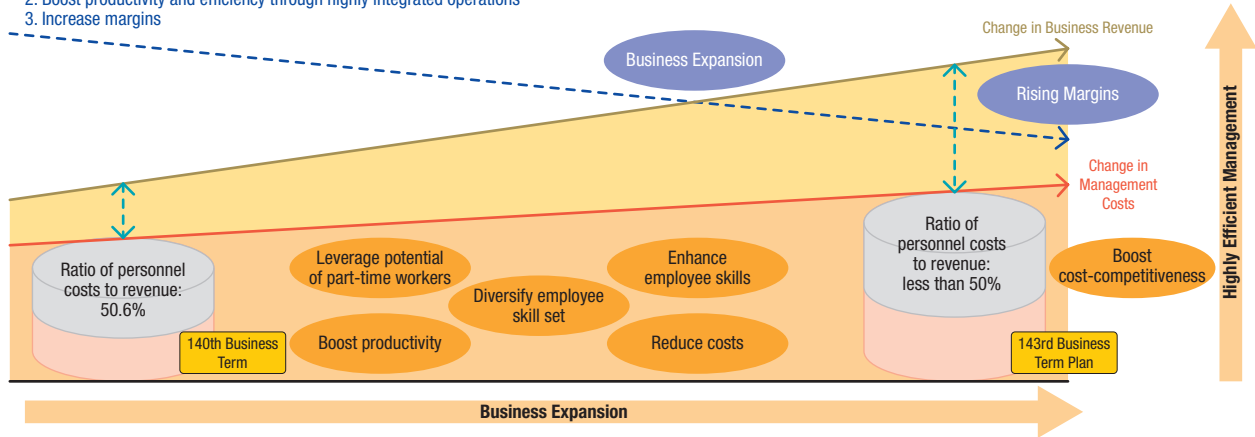 2. Boost productivity and efficiency through highly integrated operations
3. Increase margins
Change in Business Revenue
Business Expansion
Rising Margins
Change in
Management
Costs
Ratio of personnel
costs to revenue:
50.6%
140th Business
Term
Leverage potential
of part-time workers
Boost productivity
Diversify employee
skill set
Enhance
employee skills
Reduce costs
Ratio of
personnel costs
to revenue:
less than 50%
143rd Business
Term Plan
Boost
cost-competitiveness
Highly Efficient Management
Business Expansion